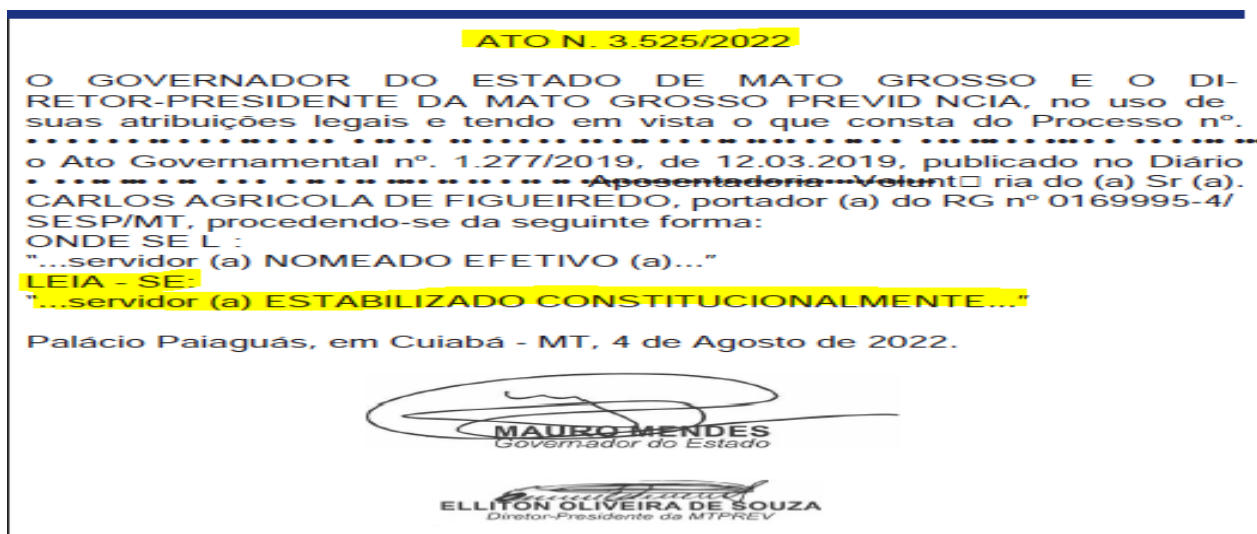 ATO N. 3.525/2022
O GOVERNADOR DO ESTADO DE MATO GROSSO E O DI-
RETOR-PRESIDENTE DA MATO GROSSO PREVID NCIA, no uso de
suas atribuições legais e tendo em vista o que consta do Processo nº.
o Ato Governamental nº. 1.277/2019, de 12.03.2019, publicado no Diário
Aposentadoria Volunt□ ria do (a) Sr (a).
CARLOS AGRICOLA DE FIGUEIREDO, portador (a) do RG nº 0169995-4/
SESP/MT, procedendo-se da seguinte forma:
ONDE SE L :
"...servidor (a) NOMEADO EFETIVO (a)..."
LEIA - SE:
"...servidor (a) ESTABILIZADO CONSTITUCIONALMENTE..."
Palácio Paiaguás, em Cuiabá - MT, 4 de Agosto de 2022.
MAURO MENDES
Governador do Estado
ELLITON OLIVEIRA DE SOUZA
Diretor-Presidente da MTPREV